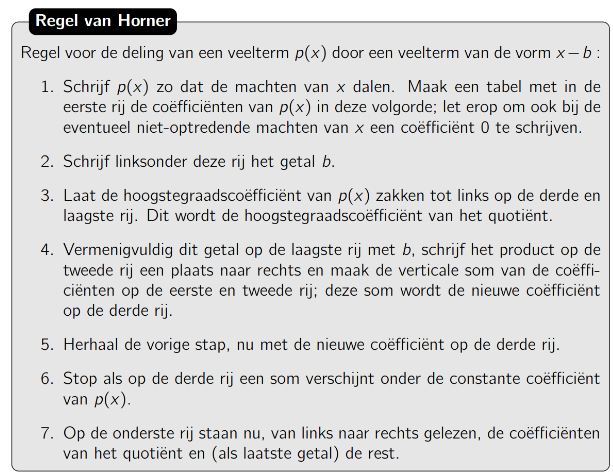 Regel van Horner
Regel voor de deling van een veelterm p(x) door een veelterm van de vorm x − b :
1. Schrijf p(x) zo dat de machten van x dalen. Maak een tabel met in de
eerste rij de coëfficiënten van p(x) in deze volgorde; let erop om ook bij de
eventueel niet-optredende machten van x een coëfficiënt 0 te schrijven.
2. Schrijf linksonder deze rij het getal b.
3. Laat de hoogstegraadscoëfficiënt van p(x) zakken tot links op de derde en
laagste rij. Dit wordt de hoogstegraadscoëfficiënt van het quotiënt.
4. Vermenigvuldig dit getal op de laagste rij met b, schrijf het product op de
tweede rij een plaats naar rechts en maak de verticale som van de coëffi-
ciënten op de eerste en tweede rij; deze som wordt de nieuwe coëfficiënt
op de derde rij.
5. Herhaal de vorige stap, nu met de nieuwe coëfficiënt op de derde rij.
6. Stop als op de derde rij een som verschijnt onder de constante coëfficiënt
van p(x).
7. Op de onderste rij staan nu, van links naar rechts gelezen, de coëfficiënten
van het quotiënt en (als laatste getal) de rest.